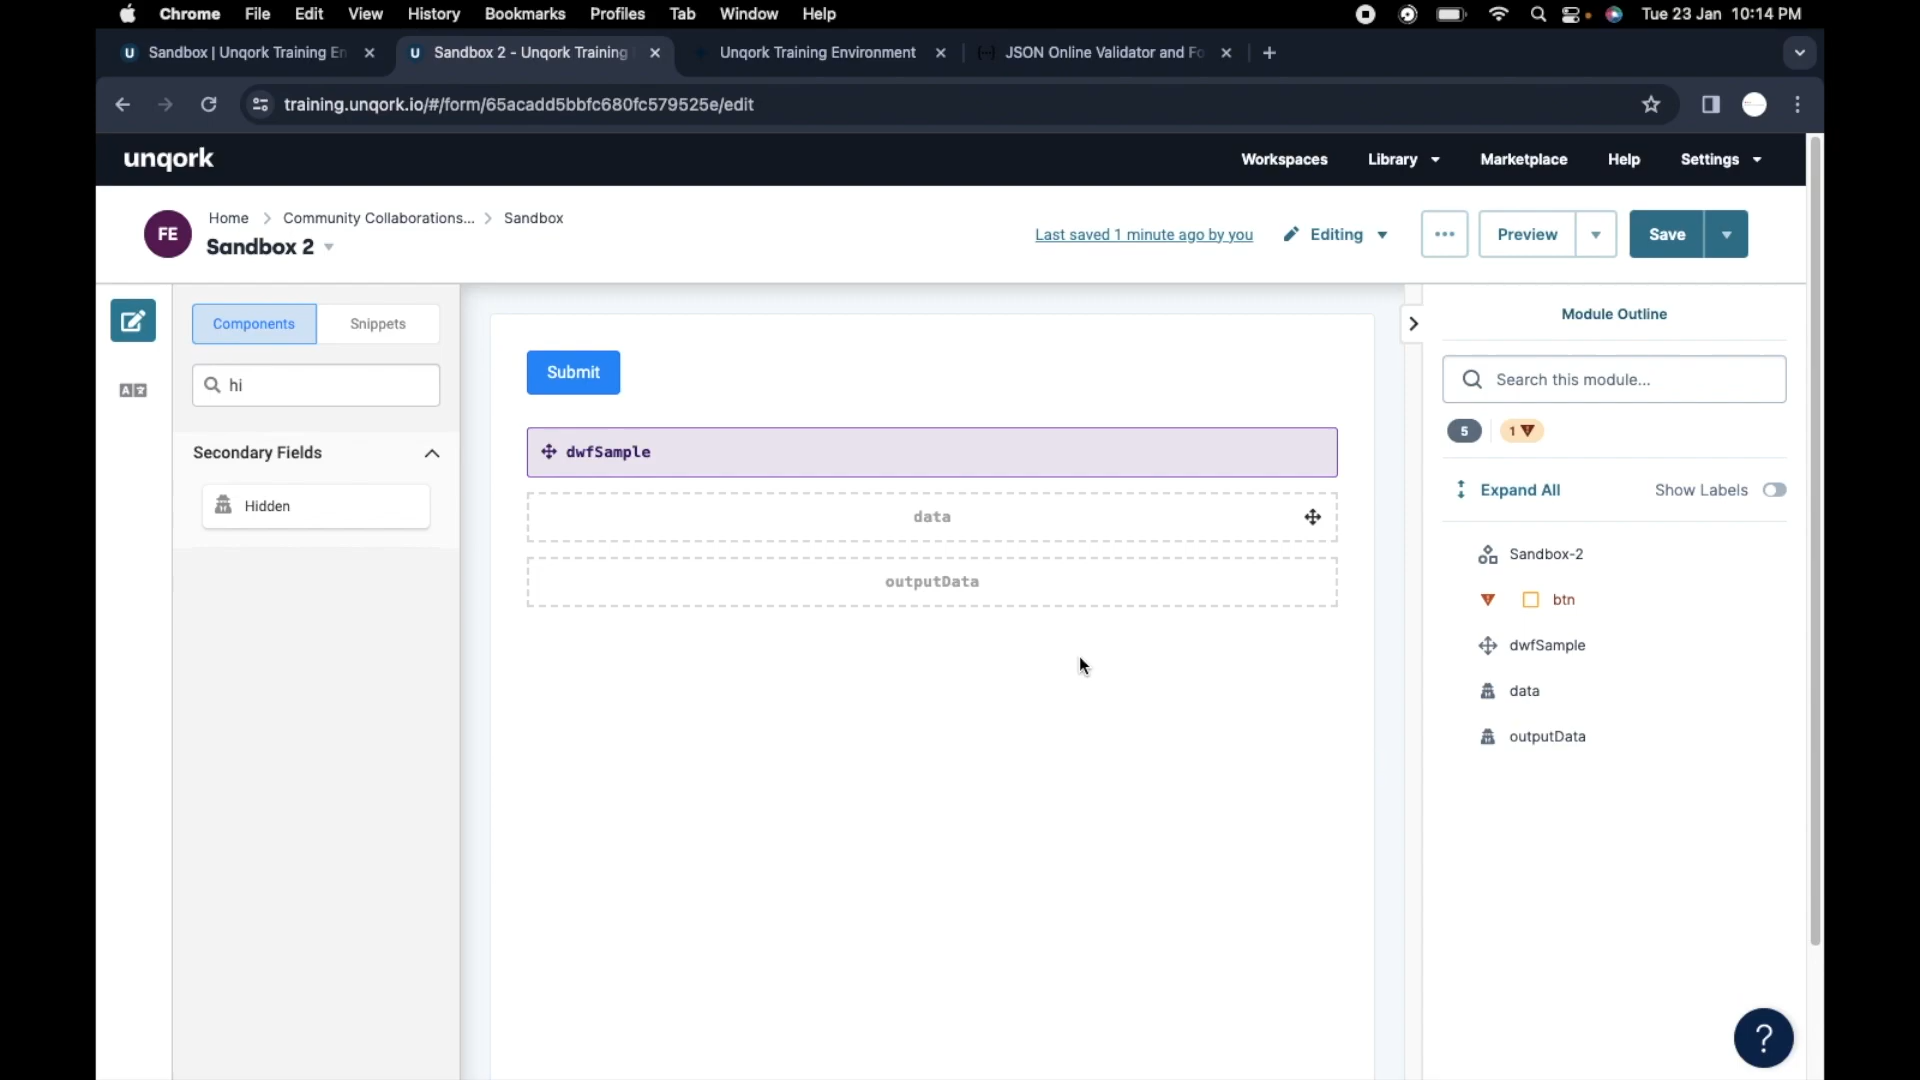 Chrome File Edit View History Bookmarks Profiles Tab Window Help Tue 23 Jan 10:14 PM
Sandbox | Unqork Training En Sandbox 2 - Unqork Training Unqork Training Environment JSON Online Validator and Fo
training.unqork.io/#/form/65acadd5bbfc680fc579525e/edit
unqork Workspaces Library Marketplace Help Settings
FE
Home > Community Collaborations... > Sandbox
Sandbox 2
Last saved 1 minute ago by you Editing ... Preview Save
Components Snippets
hi
Secondary Fields
Hidden
Submit
dwfSample
data
outputData
Module Outline
Search this module...
5 1
Expand All Show Labels
Sandbox-2
btn
dwfSample
data
outputData
?